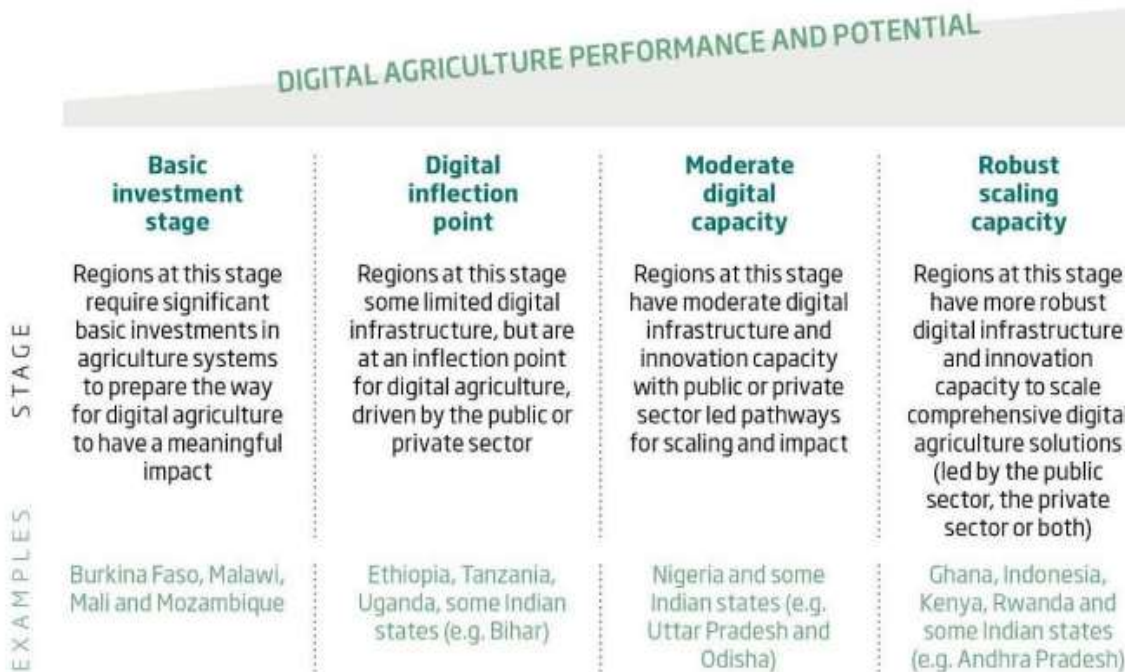 DIGITAL AGRICULTURE PERFORMANCE AND POTENTIAL
STAGE
Basic
investment
stage
Regions at this stage
require significant
basic investments in
agriculture systems
to prepare the way
for digital agriculture
to have a meaningful
impact
Digital
inflection
point
Regions at this stage
some limited digital
infrastructure, but are
at an inflection point
for digital agriculture,
driven by the public or
private sector
Moderate
digital
capacity
Regions at this stage
have moderate digital
infrastructure and
innovation capacity
with public or private
sector led pathways
for scaling and impact
Robust
scaling
capacity
Regions at this stage
have more robust
digital infrastructure
and innovation
capacity to scale
comprehensive digital
agriculture solutions
(led by the public
sector, the private
sector or both)
EXAMPLES
Burkina Faso, Malawi,
Mali and Mozambique
Ethiopia, Tanzania,
Uganda, some Indian
states (e.g. Bihar)
Nigeria and some
Indian states (e.g.
Uttar Pradesh and
Odisha)
Ghana, Indonesia,
Kenya, Rwanda and
some Indian states
(e.g. Andhra Pradesh)